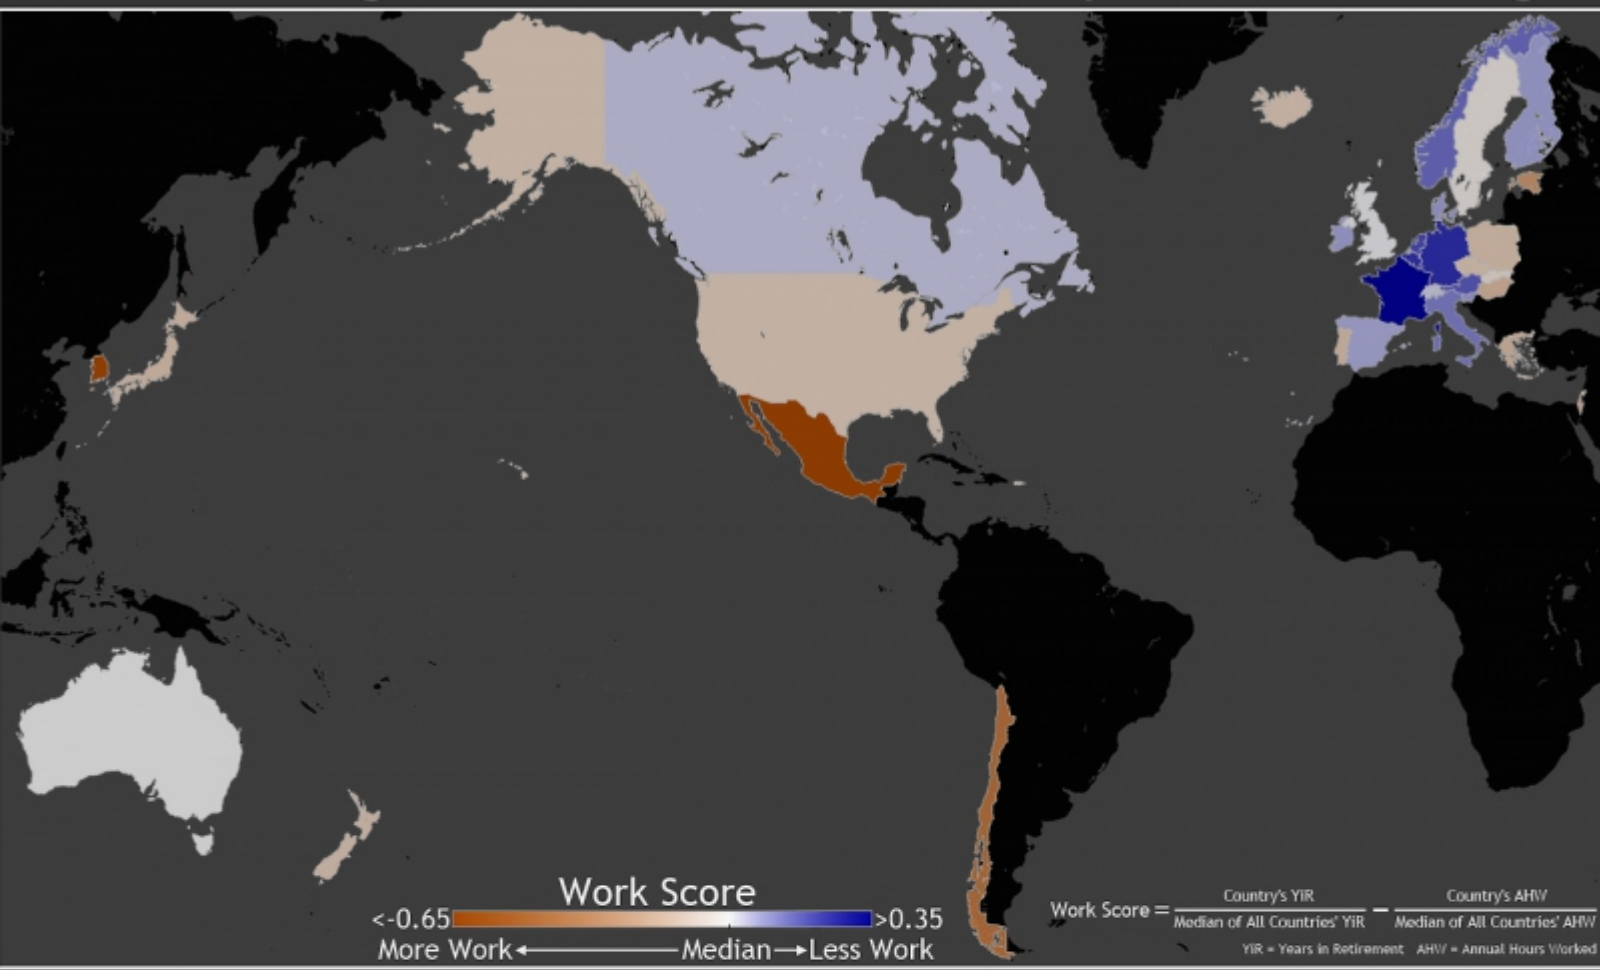 Work Score
<-0.65 >0.35
More Work Median Less Work
Work Score = Country's YiR / Median of All Countries' YiR − Country's AHW / Median of All Countries' AHW
YiR = Years in Retirement AHW = Annual Hours Worked